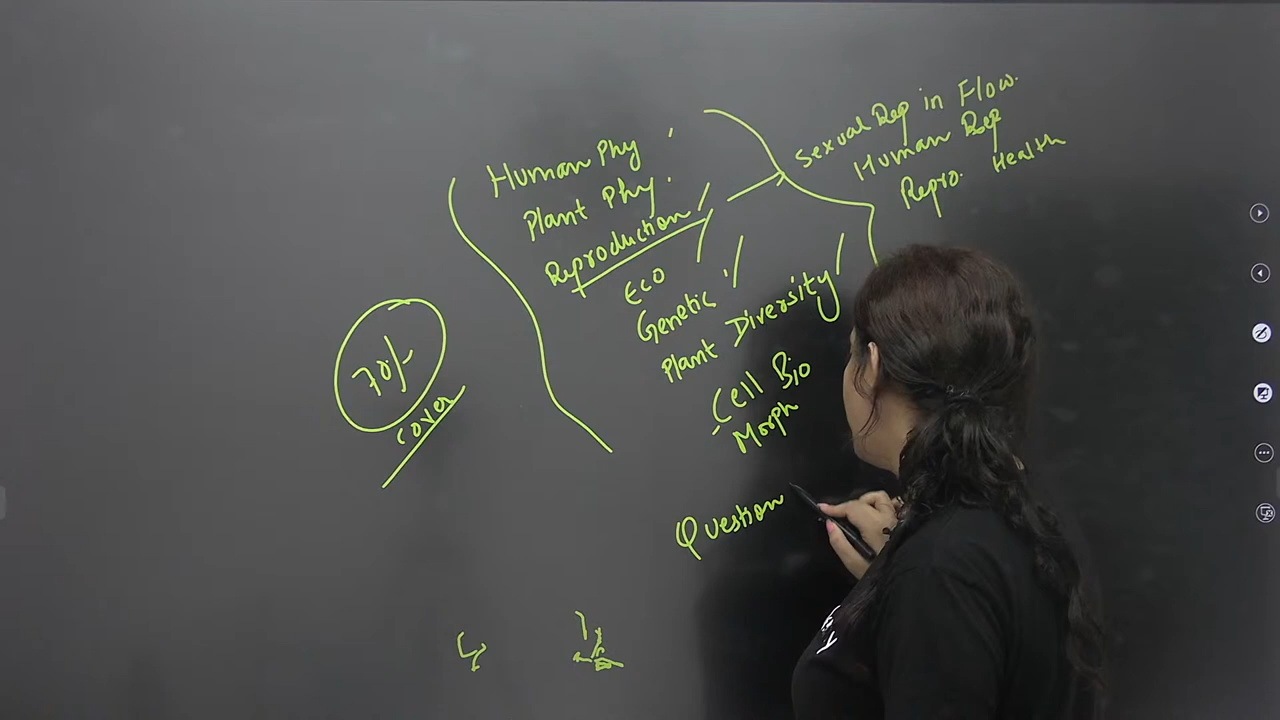 Human Phy
Plant Phy.
Reproduction
Eco
Genetic
Plant Diversity
Cell Bio
Morph
Sexual Rep in Flow.
Human Rep
Repro. Health
70%
cover
Question